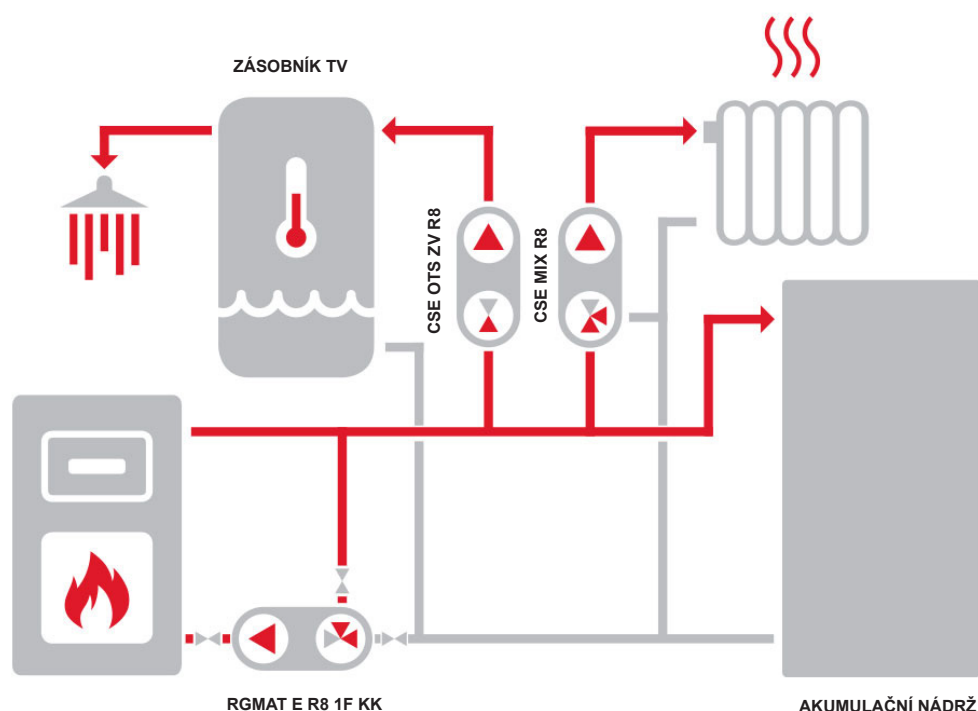 ZÁSOBNÍK TV
CSE OTS ZV R8
CSE MIX R8
RGMAT E R8 1F KK
AKUMULAČNÍ NÁDRŽ